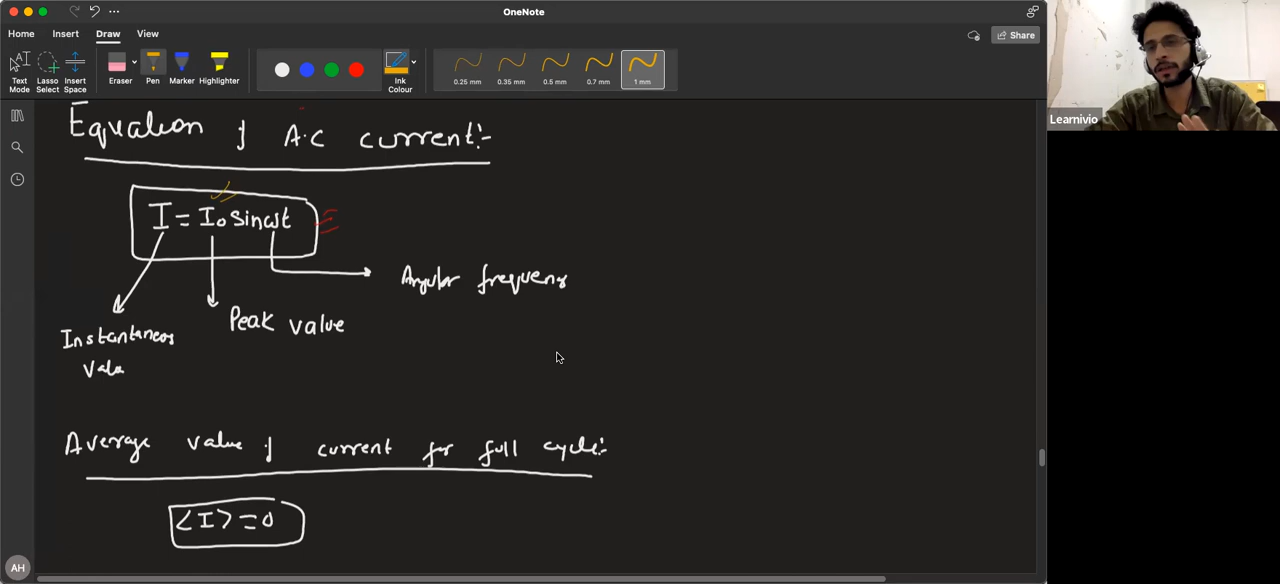 OneNote
Home Insert Draw View
Share
Text Mode
Lasso Select
Insert Space
Eraser
Pen
Marker
Highlighter
Ink Colour
0.25 mm
0.35 mm
0.5 mm
0.7 mm
1 mm
Learnivio
Equation of A.C current:-
I = I₀ sinωt
Angular frequency
Peak value
Instantaneous
Average value of current for full cycle:-
<I> = 0
AH